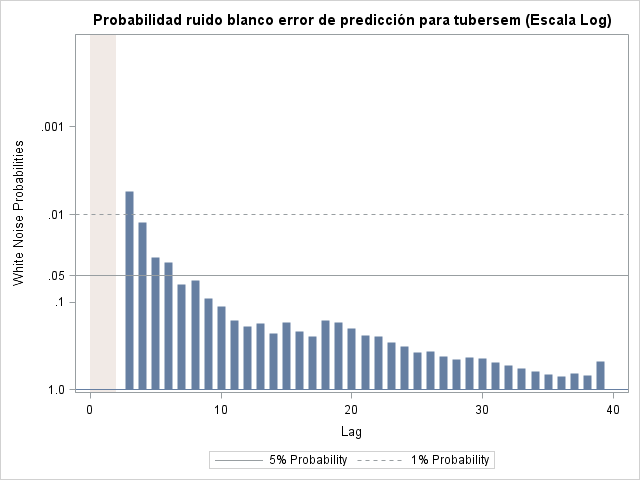 Probabilidad ruido blanco error de predicción para tubersem (Escala Log)
White Noise Probabilities
.001
.01
.05
.1
1.0
0
10
20
30
40
Lag
5% Probability
1% Probability